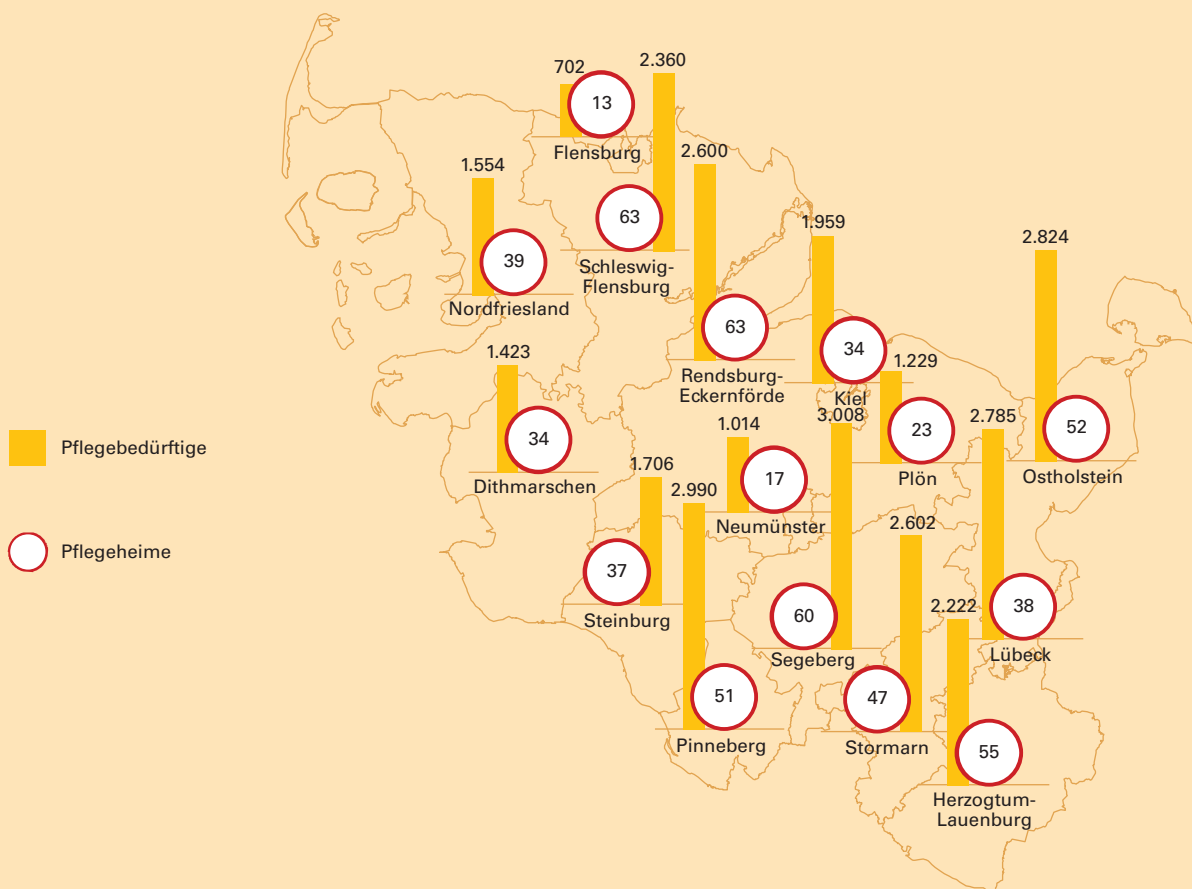 702
13
Flensburg
2.360
63
Schleswig-
Flensburg
1.554
39
Nordfriesland
2.600
63
Rendsburg-
Eckernförde
1.959
34
Kiel
2.824
52
Ostholstein
1.423
34
Dithmarschen
1.229
23
Plön
1.014
17
Neumünster
3.008
60
Segeberg
2.785
38
Lübeck
1.706
37
Steinburg
2.990
51
Pinneberg
2.602
47
Stormarn
2.222
55
Herzogtum-
Lauenburg
Pflegebedürftige
Pflegeheime